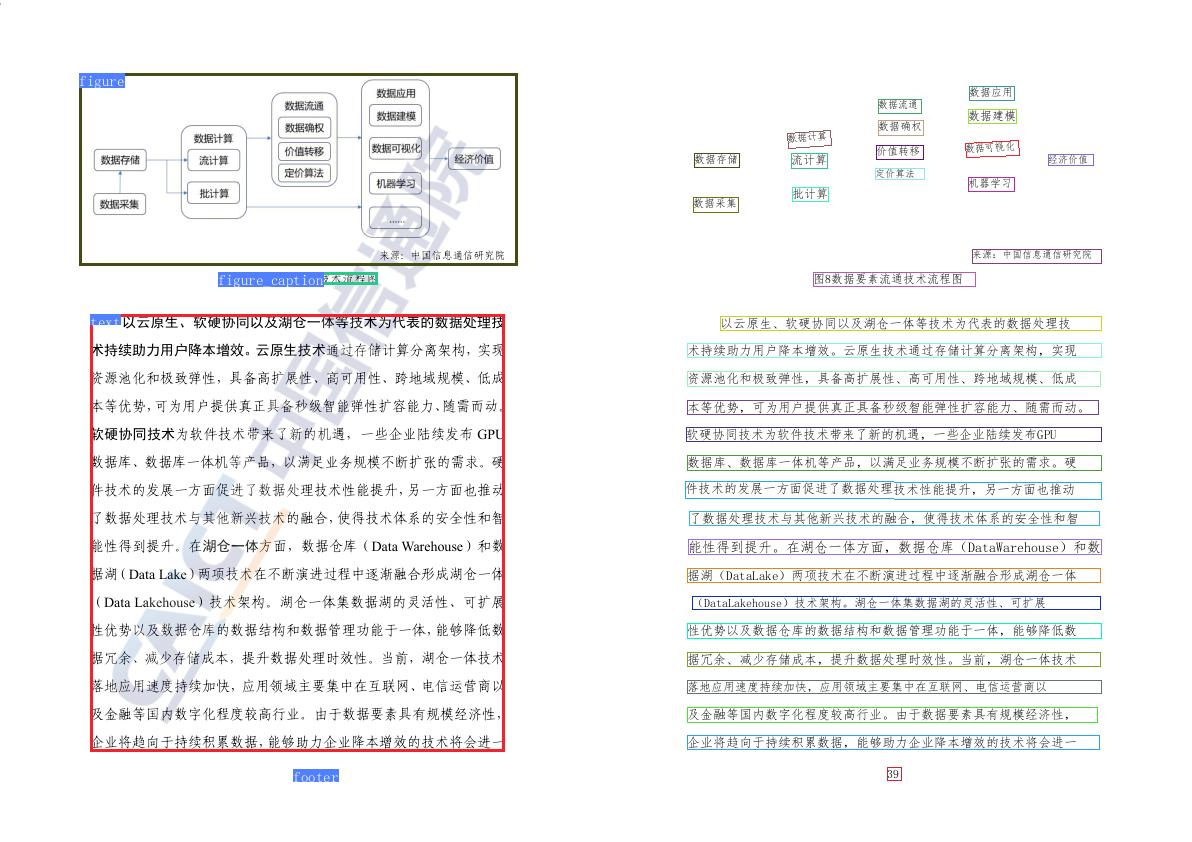 figure
数据应用
数据流通
数据建模
数据确权
数据计算
数据存储
流计算
价值转移
数据可视化
经济价值
定价算法
机器学习
批计算
数据采集
......
来源：中国信息通信研究院
figure_caption
text以云原生、软硬协同以及湖仓一体等技术为代表的数据处理技
术持续助力用户降本增效。云原生技术通过存储计算分离架构，实现
资源池化和极致弹性，具备高扩展性、高可用性、跨地域规模、低成
本等优势，可为用户提供真正具备秒级智能弹性扩容能力、随需而动。
软硬协同技术为软件技术带来了新的机遇，一些企业陆续发布 GPU
数据库、数据库一体机等产品，以满足业务规模不断扩张的需求。硬
件技术的发展一方面促进了数据处理技术性能提升，另一方面也推动
了数据处理技术与其他新兴技术的融合，使得技术体系的安全性和智
能性得到提升。在湖仓一体方面，数据仓库（Data Warehouse）和数
据湖（Data Lake）两项技术在不断演进过程中逐渐融合形成湖仓一体
（Data Lakehouse）技术架构。湖仓一体集数据湖的灵活性、可扩展
性优势以及数据仓库的数据结构和数据管理功能于一体，能够降低数
据冗余、减少存储成本，提升数据处理时效性。当前，湖仓一体技术
落地应用速度持续加快，应用领域主要集中在互联网、电信运营商以
及金融等国内数字化程度较高行业。由于数据要素具有规模经济性，
企业将趋向于持续积累数据，能够助力企业降本增效的技术将会进一
footer
CAICT 中国信通院
数据应用
数据流通
数据建模
数据确权
数据计算
价值转移
数据可视化
数据存储
流计算
经济价值
定价算法
机器学习
批计算
数据采集
来源：中国信息通信研究院
图8数据要素流通技术流程图
以云原生、软硬协同以及湖仓一体等技术为代表的数据处理技
术持续助力用户降本增效。云原生技术通过存储计算分离架构，实现
资源池化和极致弹性，具备高扩展性、高可用性、跨地域规模、低成
本等优势，可为用户提供真正具备秒级智能弹性扩容能力、随需而动。
软硬协同技术为软件技术带来了新的机遇，一些企业陆续发布GPU
数据库、数据库一体机等产品，以满足业务规模不断扩张的需求。硬
件技术的发展一方面促进了数据处理技术性能提升，另一方面也推动
了数据处理技术与其他新兴技术的融合，使得技术体系的安全性和智
能性得到提升。在湖仓一体方面，数据仓库（DataWarehouse）和数
据湖（DataLake）两项技术在不断演进过程中逐渐融合形成湖仓一体
（DataLakehouse）技术架构。湖仓一体集数据湖的灵活性、可扩展
性优势以及数据仓库的数据结构和数据管理功能于一体，能够降低数
据冗余、减少存储成本，提升数据处理时效性。当前，湖仓一体技术
落地应用速度持续加快，应用领域主要集中在互联网、电信运营商以
及金融等国内数字化程度较高行业。由于数据要素具有规模经济性，
企业将趋向于持续积累数据，能够助力企业降本增效的技术将会进一
39